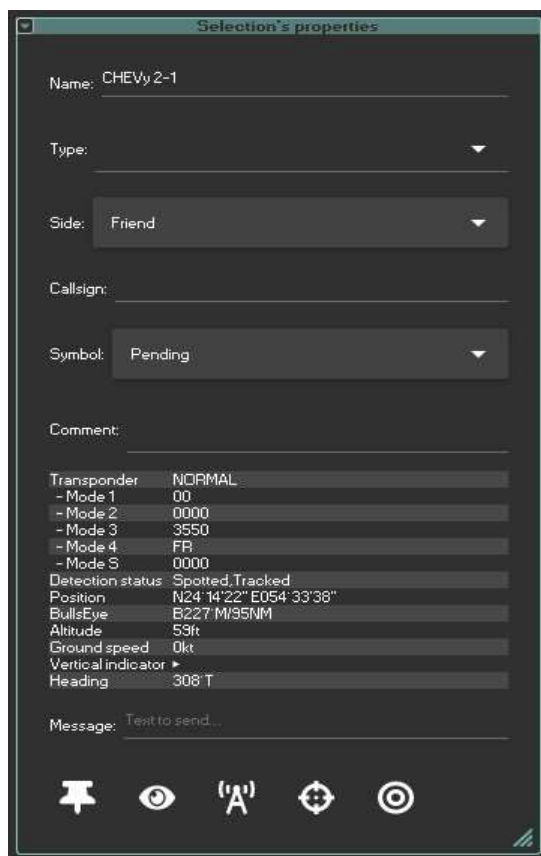 Selection's properties
Name: CHEVy 2-1
Type:
Side: Friend
Callsign:
Symbol: Pending
Comment:
Transponder NORMAL
- Mode 1 00
- Mode 2 0000
- Mode 3 3550
- Mode 4 FR
- Mode S 0000
Detection status Spotted,Tracked
Position N24°14'22" E054°33'38"
BullsEye B227°M/95NM
Altitude 59ft
Ground speed 0kt
Vertical indicator ▸
Heading 308°T
Message: Text to send...